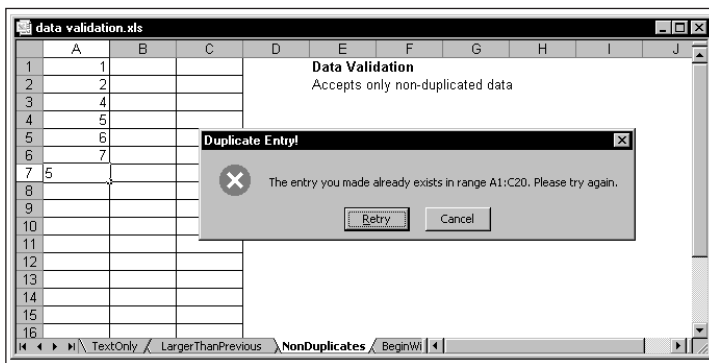 data validation.xls
A B C D E F G H I J
1 1 Data Validation
2 2 Accepts only non-duplicated data
3 4
4 5
5 6
6 7
7 5
8
9
10
11
12
13
14
15
16
Duplicate Entry!
The entry you made already exists in range A1:C20. Please try again.
Retry Cancel
TextOnly LargerThanPrevious NonDuplicates BeginWi